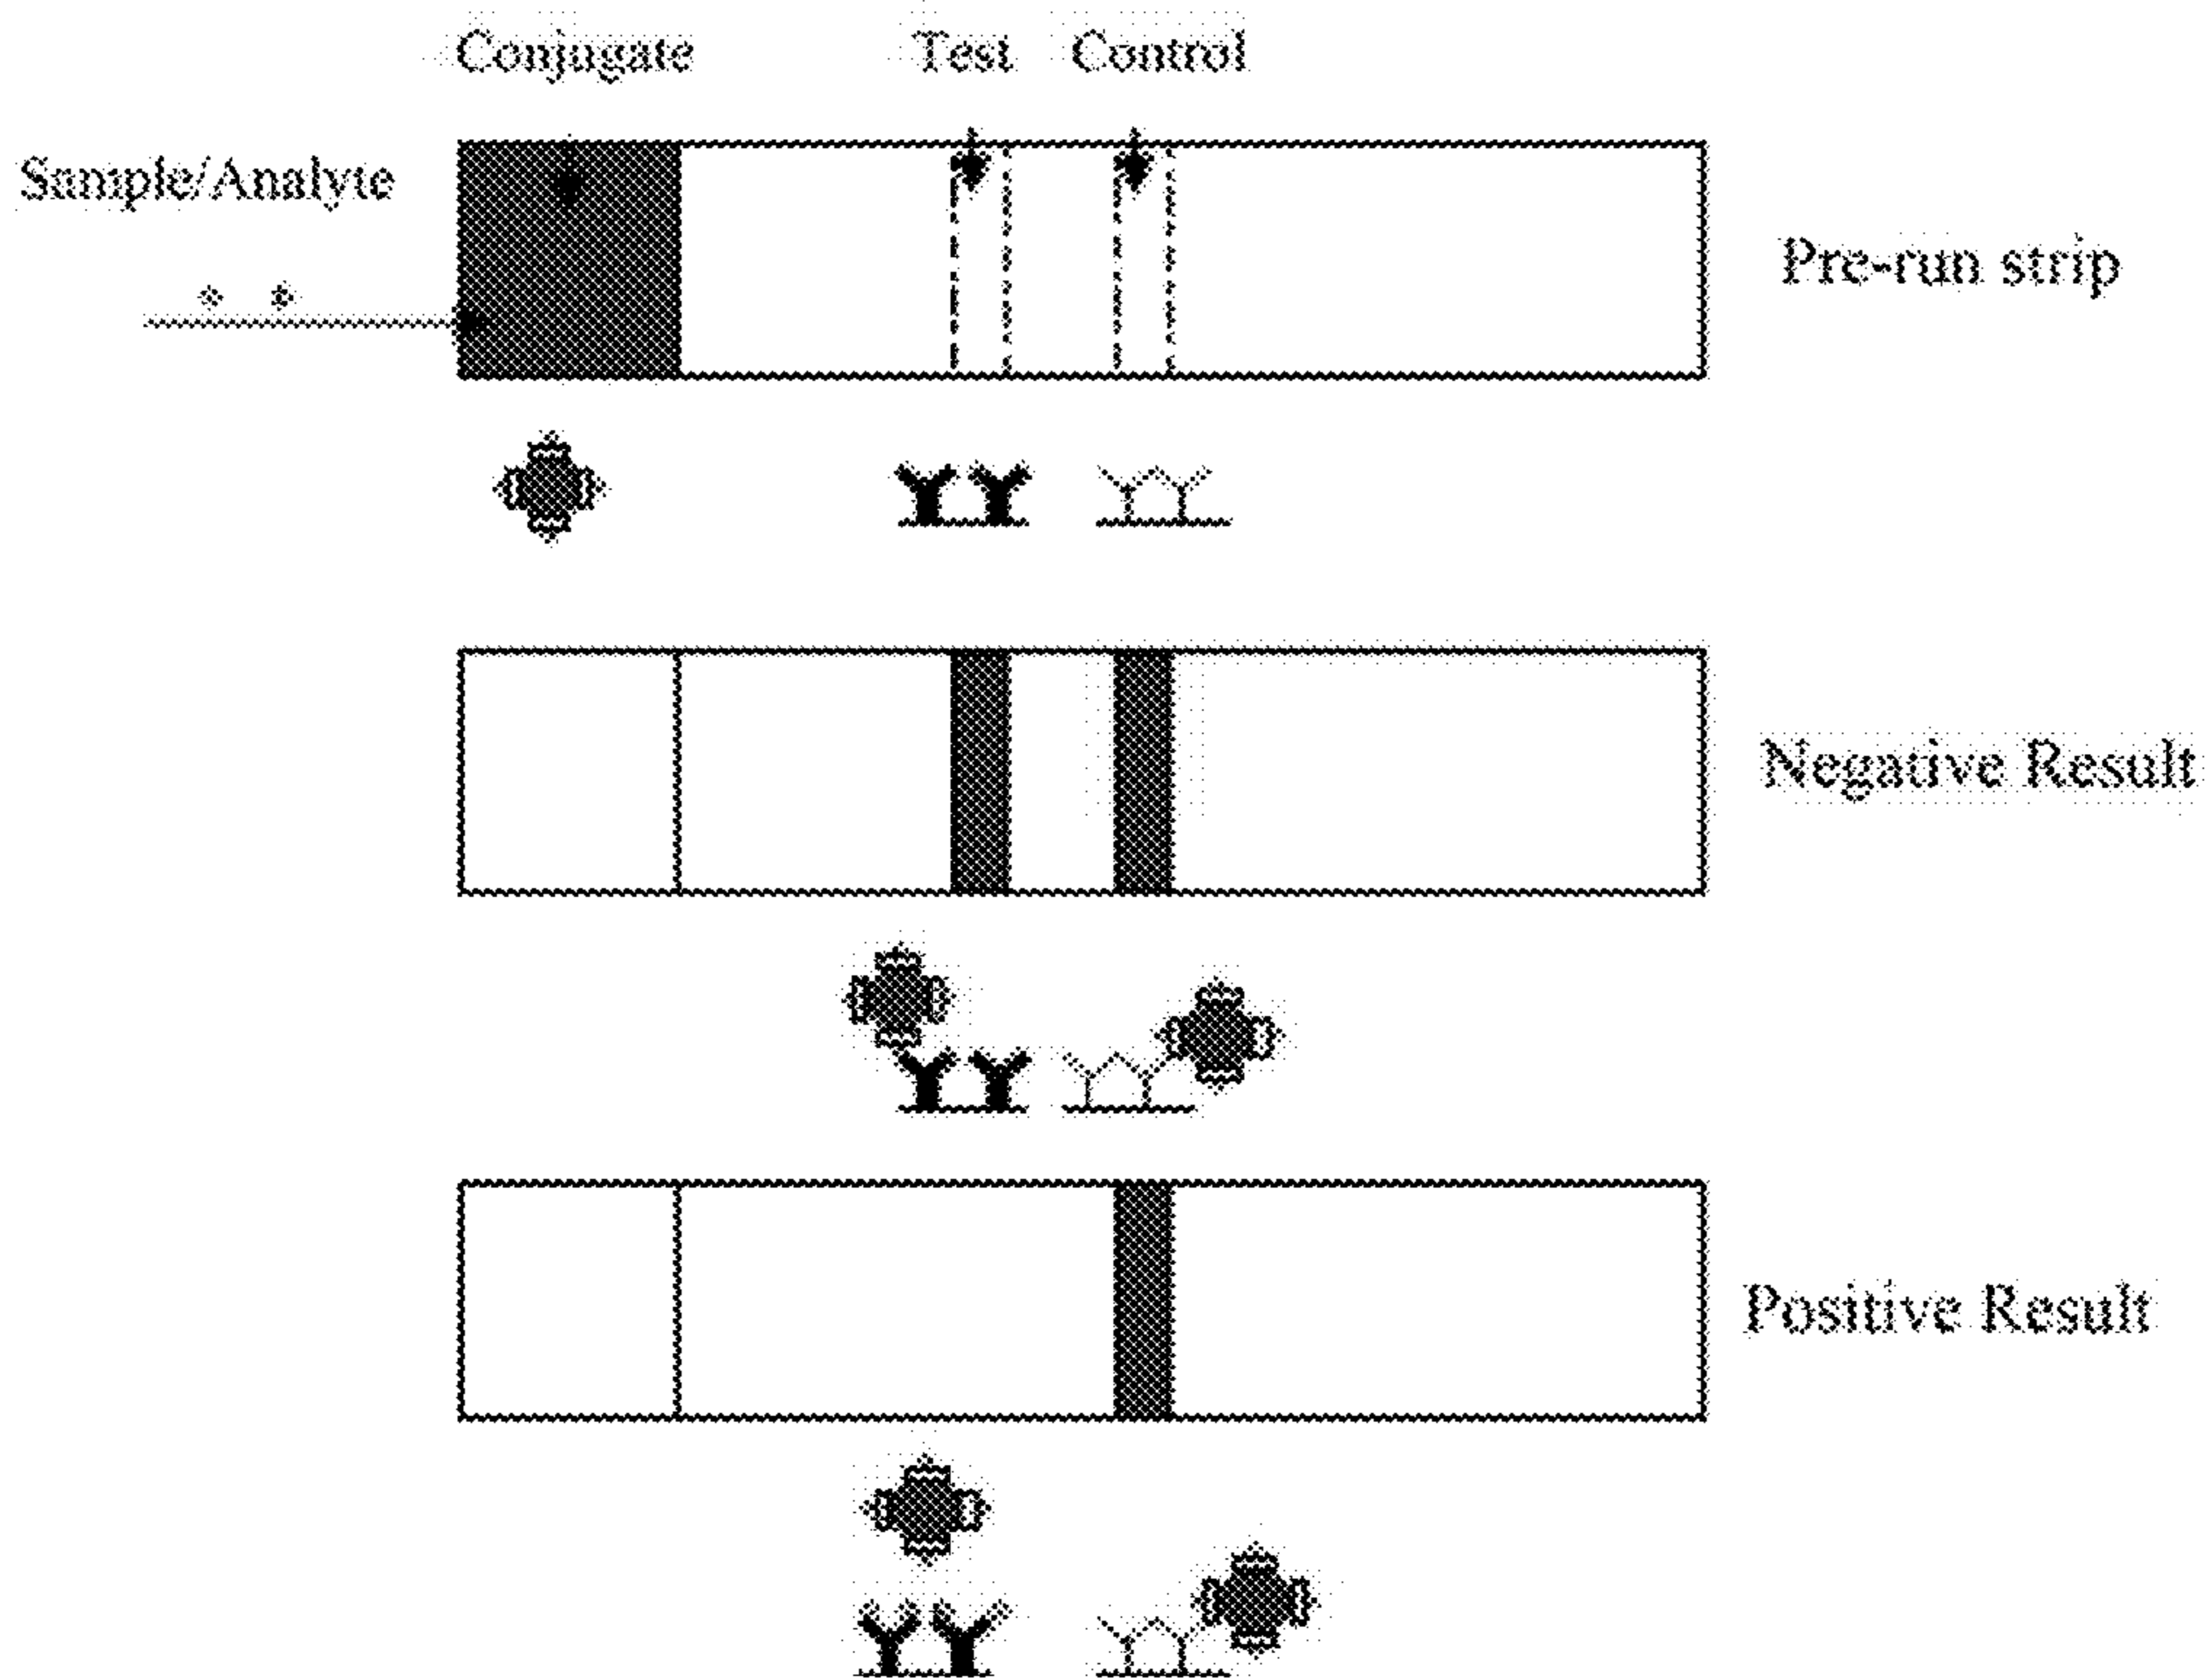 Conjugate
Test
Control
Sample/Analyte
Pre-run strip
Negative Result
Positive Result